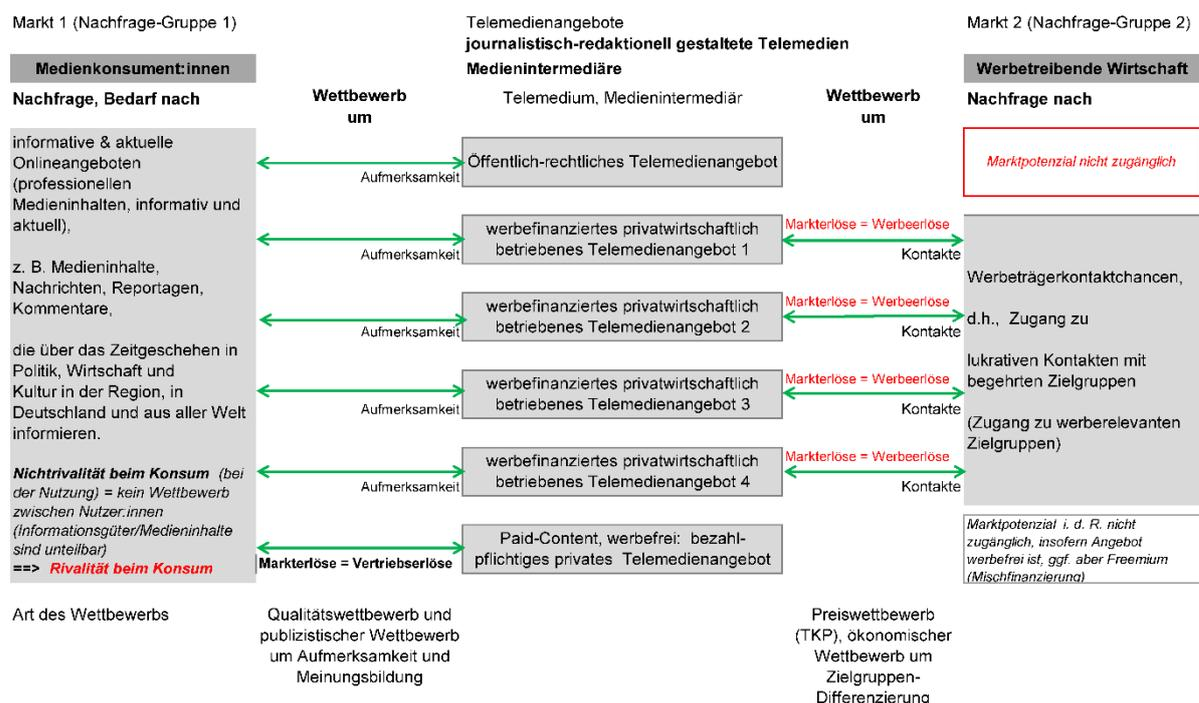 Markt 1 (Nachfrage-Gruppe 1)
Telemedienangebote
journalistisch-redaktionell gestaltete Telemedien
Markt 2 (Nachfrage-Gruppe 2)
Medienkonsument:innen
Medienintermediäre
Werbetreibende Wirtschaft
Nachfrage, Bedarf nach
Wettbewerb
um
Telemedium, Medienintermediär
Wettbewerb
um
Nachfrage nach
informative & aktuelle
Onlineangeboten
(professionellen
Medieninhalten, informativ und
aktuell),
z. B. Medieninhalte,
Nachrichten, Reportagen,
Kommentare,
die über das Zeitgeschehen in
Politik, Wirtschaft und
Kultur in der Region, in
Deutschland und aus aller Welt
informieren.
Nichtrivalität beim Konsum (bei
der Nutzung) = kein Wettbewerb
zwischen Nutzer:innen
(Informationsgüter/Medieninhalte
sind unteilbar)
==> Rivalität beim Konsum
Aufmerksamkeit
Öffentlich-rechtliches Telemedienangebot
Marktpotenzial nicht zugänglich
Aufmerksamkeit
werbefinanziertes privatwirtschaftlich
betriebenes Telemedienangebot 1
Markterlöse = Werbeerlöse
Kontakte
Aufmerksamkeit
werbefinanziertes privatwirtschaftlich
betriebenes Telemedienangebot 2
Markterlöse = Werbeerlöse
Kontakte
Aufmerksamkeit
werbefinanziertes privatwirtschaftlich
betriebenes Telemedienangebot 3
Markterlöse = Werbeerlöse
Kontakte
Aufmerksamkeit
werbefinanziertes privatwirtschaftlich
betriebenes Telemedienangebot 4
Markterlöse = Werbeerlöse
Kontakte
Werbeträgerkontaktchancen,
d.h., Zugang zu
lukrativen Kontakten mit
begehrten Zielgruppen
(Zugang zu werberelevanten
Zielgruppen)
Markterlöse = Vertriebserlöse
Paid-Content, werbefrei: bezahl-
pflichtiges privates Telemedienangebot
Marktpotenzial i. d. R. nicht
zugänglich, insofern Angebot
werbefrei ist, ggf. aber Freemium
(Mischfinanzierung)
Art des Wettbewerbs
Qualitätswettbewerb und
publizistischer Wettbewerb
um Aufmerksamkeit und
Meinungsbildung
Preiswettbewerb
(TKP), ökonomischer
Wettbewerb um
Zielgruppen-
Differenzierung